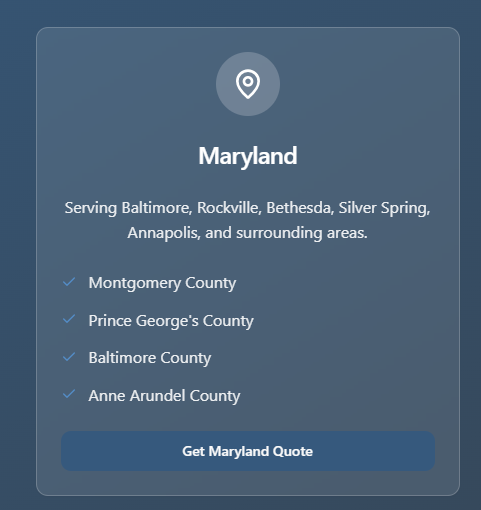 Maryland
Serving Baltimore, Rockville, Bethesda, Silver Spring,
Annapolis, and surrounding areas.
Montgomery County
Prince George's County
Baltimore County
Anne Arundel County
Get Maryland Quote